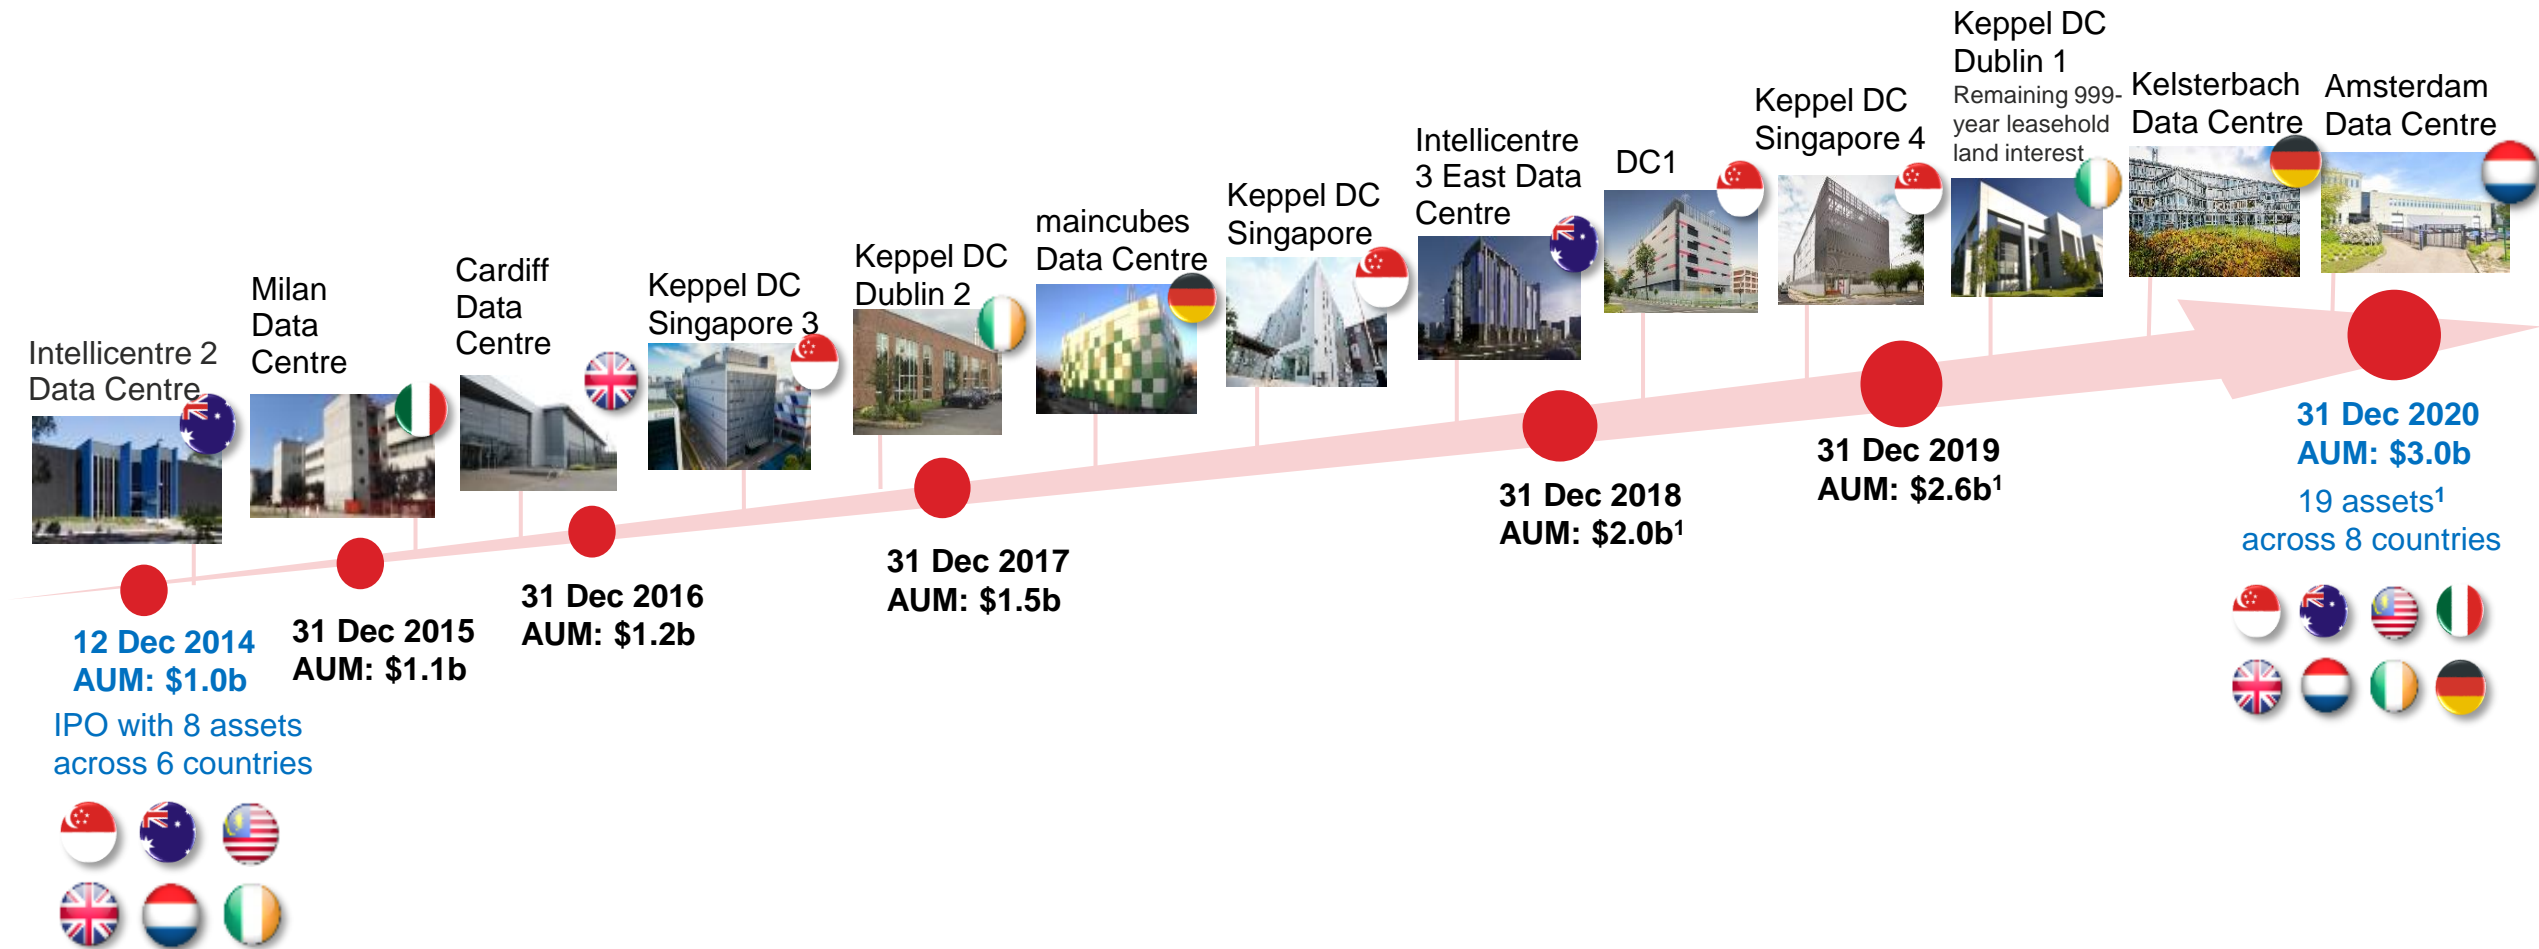 Intellicentre 2
Data Centre
Milan
Data
Centre
Cardiff
Data
Centre
Keppel DC
Singapore 3
Keppel DC
Dublin 2
maincubes
Data Centre
Keppel DC
Singapore
Intellicentre
3 East Data
Centre
DC1
Keppel DC
Singapore 4
Keppel DC
Dublin 1
Remaining 999-
year leasehold
land interest
Kelsterbach
Data Centre
Amsterdam
Data Centre
12 Dec 2014
AUM: $1.0b
IPO with 8 assets
across 6 countries
31 Dec 2015
AUM: $1.1b
31 Dec 2016
AUM: $1.2b
31 Dec 2017
AUM: $1.5b
31 Dec 2018
AUM: $2.0b¹
31 Dec 2019
AUM: $2.6b¹
31 Dec 2020
AUM: $3.0b
19 assets¹
across 8 countries